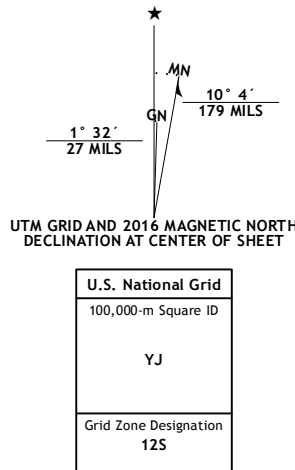 ★
MN
GN
10° 4´
179 MILS
1° 32´
27 MILS
UTM GRID AND 2016 MAGNETIC NORTH
DECLINATION AT CENTER OF SHEET
U.S. National Grid
100,000-m Square ID
YJ
Grid Zone Designation
12S